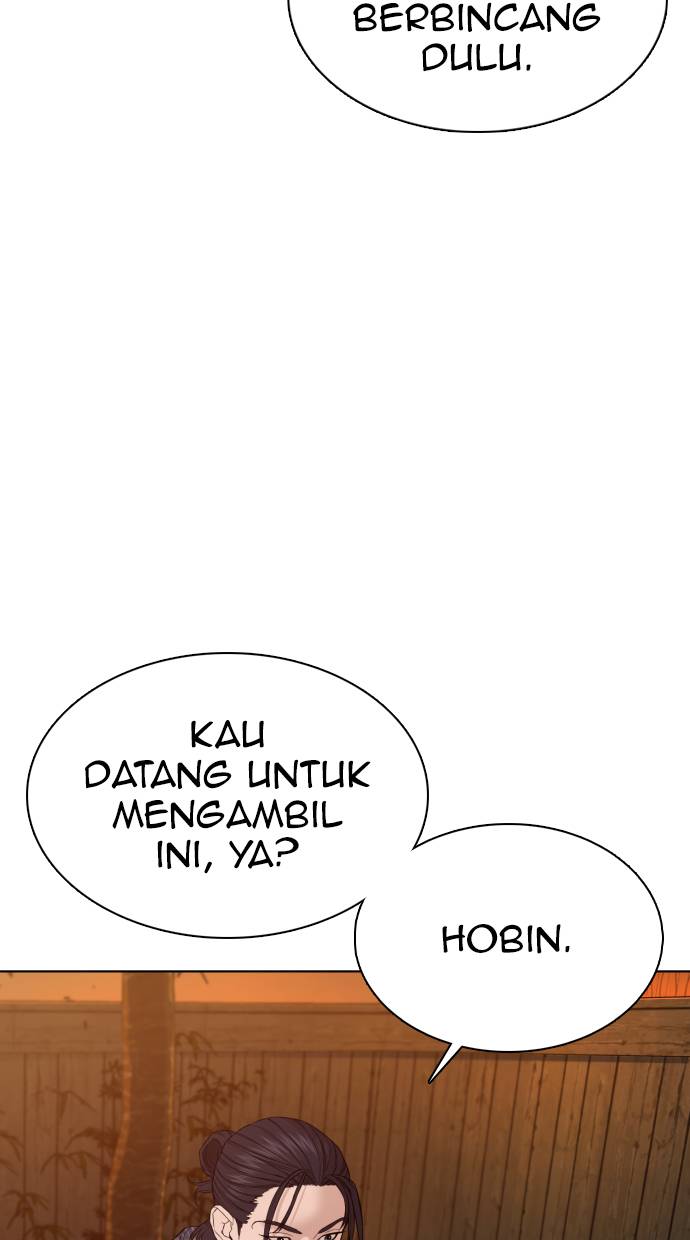 BERBINCANG
DULU.
KAU
DATANG UNTUK
MENGAMBIL
INI, YA?
HOBIN.